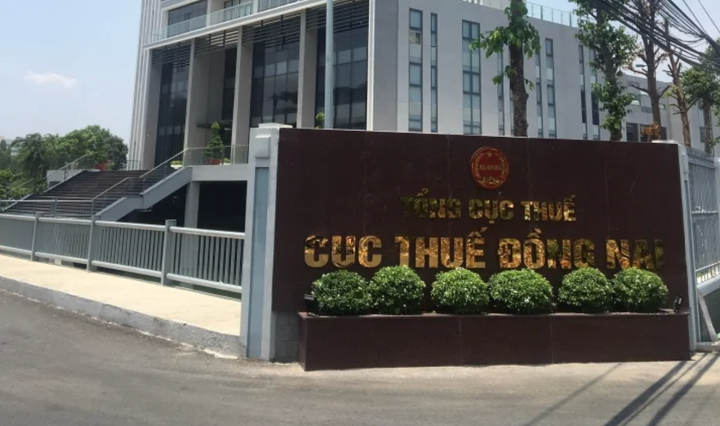 TỔNG CỤC THUẾ
CỤC THUẾ ĐỒNG NAI